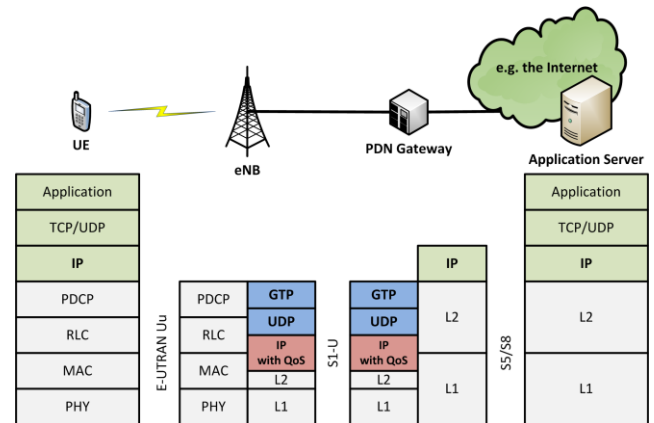 e.g. the Internet
UE
eNB
PDN Gateway
Application Server
Application
TCP/UDP
IP
PDCP
RLC
MAC
PHY
E-UTRAN Uu
PDCP
RLC
MAC
PHY
GTP
UDP
IP
with QoS
L2
L1
S1-U
GTP
UDP
IP
with QoS
L2
L1
IP
L2
L1
S5/S8
Application
TCP/UDP
IP
L2
L1